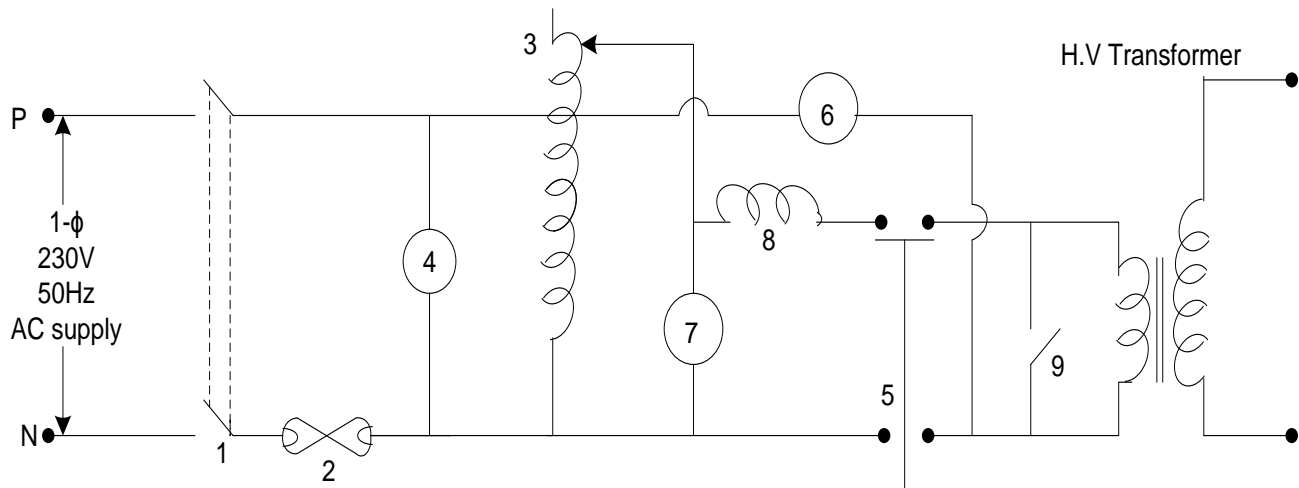 3
H.V Transformer
P
6
1-ϕ
230V
50Hz
AC supply
4
8
7
9
5
N
1
2